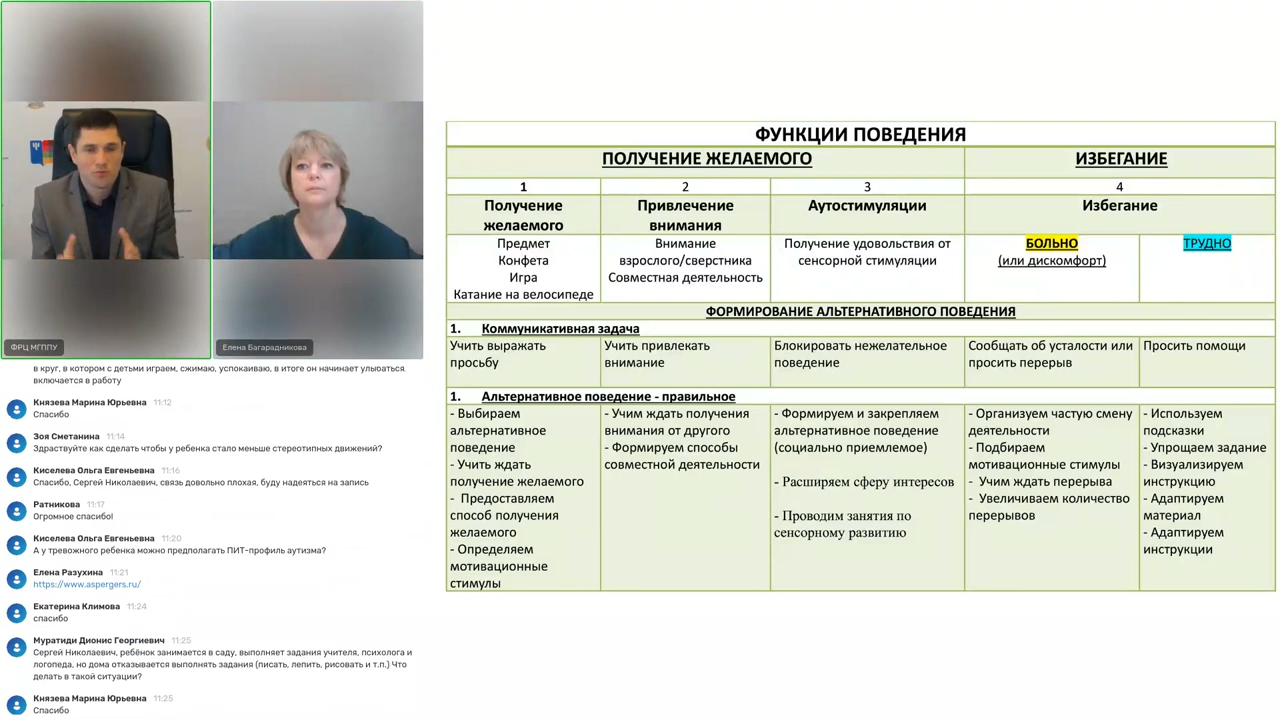 ФРЦ МГППУ
Елена Багарадникова
в круг, в котором с детьми играем, сжимаю, успокаиваю, в итоге он начинает улыбаться
включается в работу
Князева Марина Юрьевна 11:12
Спасибо
Зоя Сметанина 11:14
Здраствуйте как сделать чтобы у ребенка стало меньше стереотипных движений?
Киселева Ольга Евгеньевна 11:16
Спасибо, Сергей Николаевич, связь довольно плохая, буду надеяться на запись
Ратникова 11:17
Огромное спасибо!
Киселева Ольга Евгеньевна 11:20
А у тревожного ребенка можно предполагать ПИТ-профиль аутизма?
Елена Разухина 11:21
https://www.aspergers.ru/
Екатерина Климова 11:24
спасибо
Муратиди Дионис Георгиевич 11:25
Сергей Николаевич, ребёнок занимается в саду, выполняет задания учителя, психолога и
логопеда, но дома отказывается выполнять задания (писать, лепить, рисовать и т.п.) Что
делать в такой ситуации?
Князева Марина Юрьевна 11:25
Спасибо
ФУНКЦИИ ПОВЕДЕНИЯ
ПОЛУЧЕНИЕ ЖЕЛАЕМОГО
ИЗБЕГАНИЕ
1
2
3
4
Получение
желаемого
Привлечение
внимания
Аутостимуляции
Избегание
Предмет
Конфета
Игра
Катание на велосипеде
Внимание
взрослого/сверстника
Совместная деятельность
Получение удовольствия от
сенсорной стимуляции
БОЛЬНО
(или дискомфорт)
ТРУДНО
ФОРМИРОВАНИЕ АЛЬТЕРНАТИВНОГО ПОВЕДЕНИЯ
1. Коммуникативная задача
Учить выражать
просьбу
Учить привлекать
внимание
Блокировать нежелательное
поведение
Сообщать об усталости или
просить перерыв
Просить помощи
1. Альтернативное поведение - правильное
- Выбираем
альтернативное
поведение
- Учить ждать
получение желаемого
- Предоставляем
способ получения
желаемого
- Определяем
мотивационные
стимулы
- Учим ждать получения
внимания от другого
- Формируем способы
совместной деятельности
- Формируем и закрепляем
альтернативное поведение
(социально приемлемое)
- Расширяем сферу интересов
- Проводим занятия по
сенсорному развитию
- Организуем частую смену
деятельности
- Подбираем
мотивационные стимулы
- Учим ждать перерыва
- Увеличиваем количество
перерывов
- Используем
подсказки
- Упрощаем задание
- Визуализируем
инструкцию
- Адаптируем
материал
- Адаптируем
инструкции